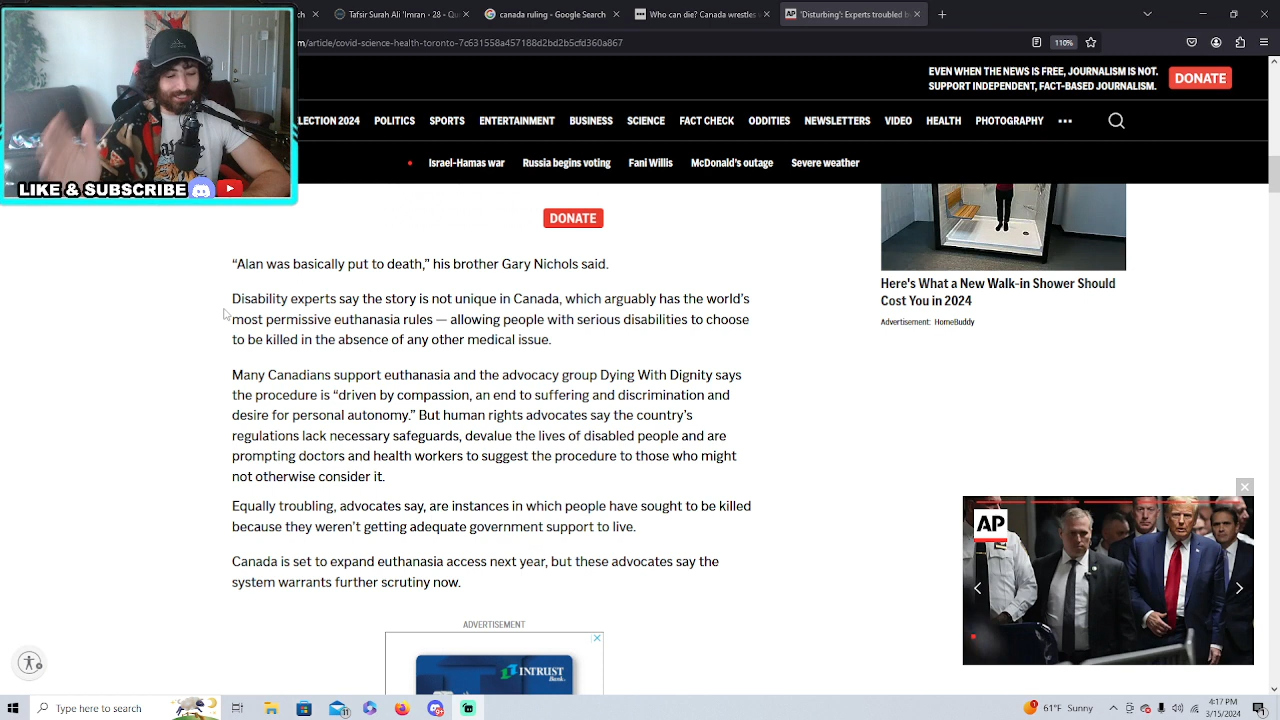 ch
Tafsir Surah Ali 'Imran - 28 - Qu
canada ruling - Google Search
Who can die? Canada wrestles
'Disturbing': Experts troubled b
m/article/covid-science-health-toronto-7c631558a457188d2bd2b5cfd360a867
110%
EVEN WHEN THE NEWS IS FREE, JOURNALISM IS NOT.
SUPPORT INDEPENDENT, FACT-BASED JOURNALISM.
DONATE
LECTION 2024 POLITICS SPORTS ENTERTAINMENT BUSINESS SCIENCE FACT CHECK ODDITIES NEWSLETTERS VIDEO HEALTH PHOTOGRAPHY
Israel-Hamas war Russia begins voting Fani Willis McDonald's outage Severe weather
LIKE & SUBSCRIBE
DONATE
“Alan was basically put to death,” his brother Gary Nichols said.
Disability experts say the story is not unique in Canada, which arguably has the world’s
most permissive euthanasia rules — allowing people with serious disabilities to choose
to be killed in the absence of any other medical issue.
Many Canadians support euthanasia and the advocacy group Dying With Dignity says
the procedure is “driven by compassion, an end to suffering and discrimination and
desire for personal autonomy.” But human rights advocates say the country’s
regulations lack necessary safeguards, devalue the lives of disabled people and are
prompting doctors and health workers to suggest the procedure to those who might
not otherwise consider it.
Equally troubling, advocates say, are instances in which people have sought to be killed
because they weren’t getting adequate government support to live.
Canada is set to expand euthanasia access next year, but these advocates say the
system warrants further scrutiny now.
ADVERTISEMENT
INTRUST
Bank
Here's What a New Walk-in Shower Should
Cost You in 2024
Advertisement: HomeBuddy
AP
Type here to search
61°F Sunny
4:17 PM
3/15/2024